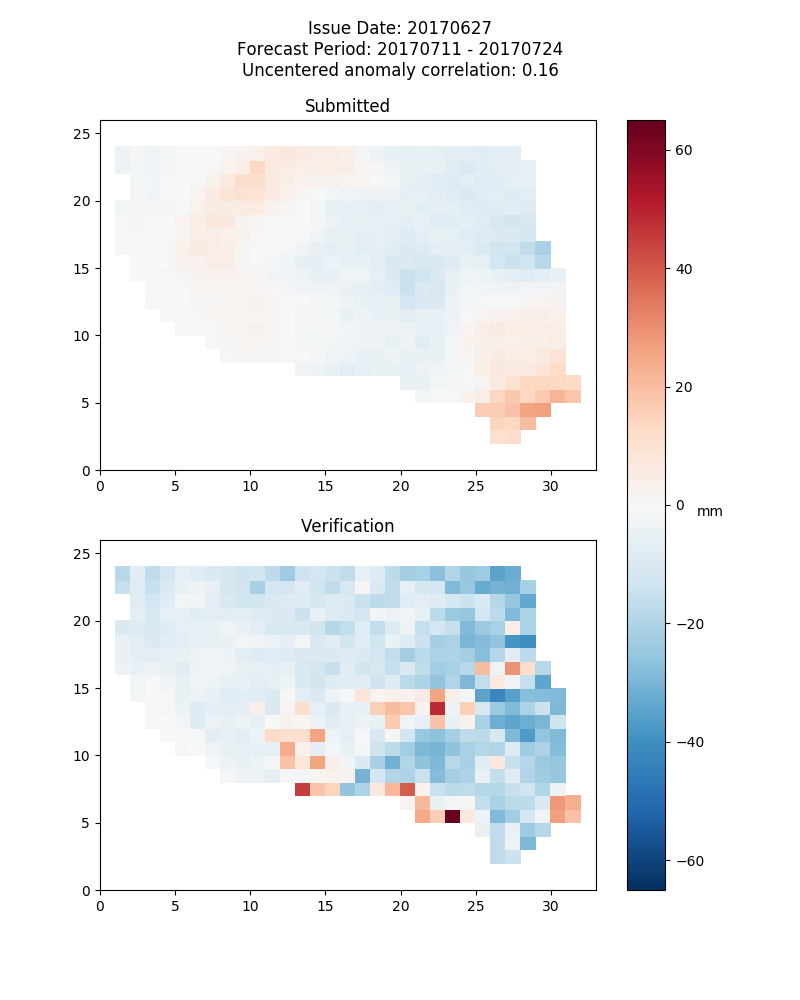 Issue Date: 20170627
Forecast Period: 20170711 - 20170724
Uncentered anomaly correlation: 0.16
Submitted
25
20
15
10
5
0
0 5 10 15 20 25 30
Verification
25
20
15
10
5
0
0 5 10 15 20 25 30
60
40
20
0
−20
−40
−60
mm